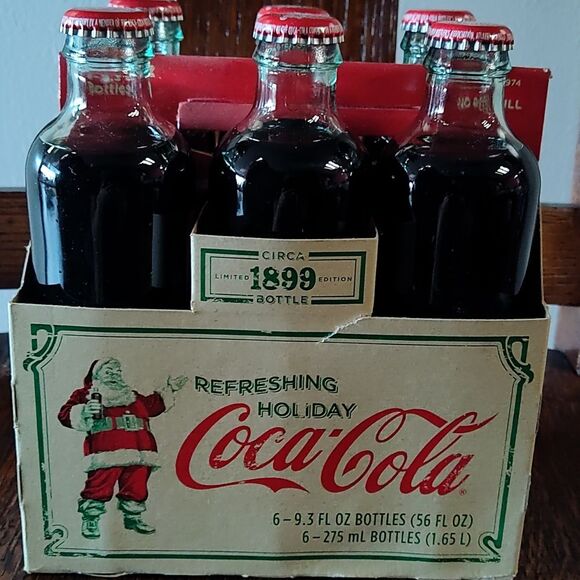 Bottles
CIRCA
LIMITED 1899 EDITION
BOTTLE
REFRESHING
HOLIDAY
Coca-Cola®
6 – 9.3 FL OZ BOTTLES (56 FL OZ)
6 – 275 mL BOTTLES (1.65 L)